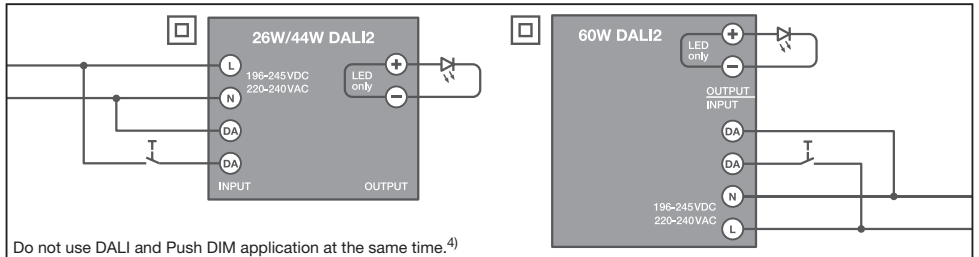 26W/44W DALI2
L
196-245VDC
220-240VAC
N
DA
DA
INPUT
LED
only
+
−
OUTPUT
T
Do not use DALI and Push DIM application at the same time.4)
60W DALI2
LED
only
+
−
OUTPUT
INPUT
DA
DA
T
N
196-245VDC
220-240VAC
L